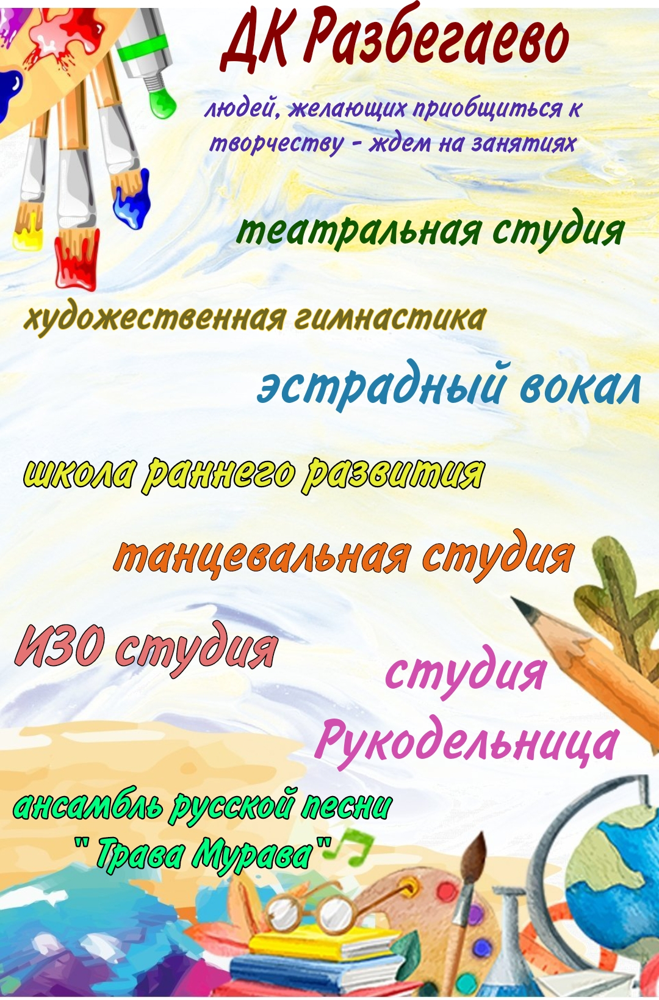 ДК Разбегаево
людей, желающих приобщиться к
творчеству - ждем на занятиях
театральная студия
художественная гимнастика
эстрадный вокал
школа раннего развития
танцевальная студия
ИЗО студия
студия
Рукодельница
ансамбль русской песни
" Трава Мурава"